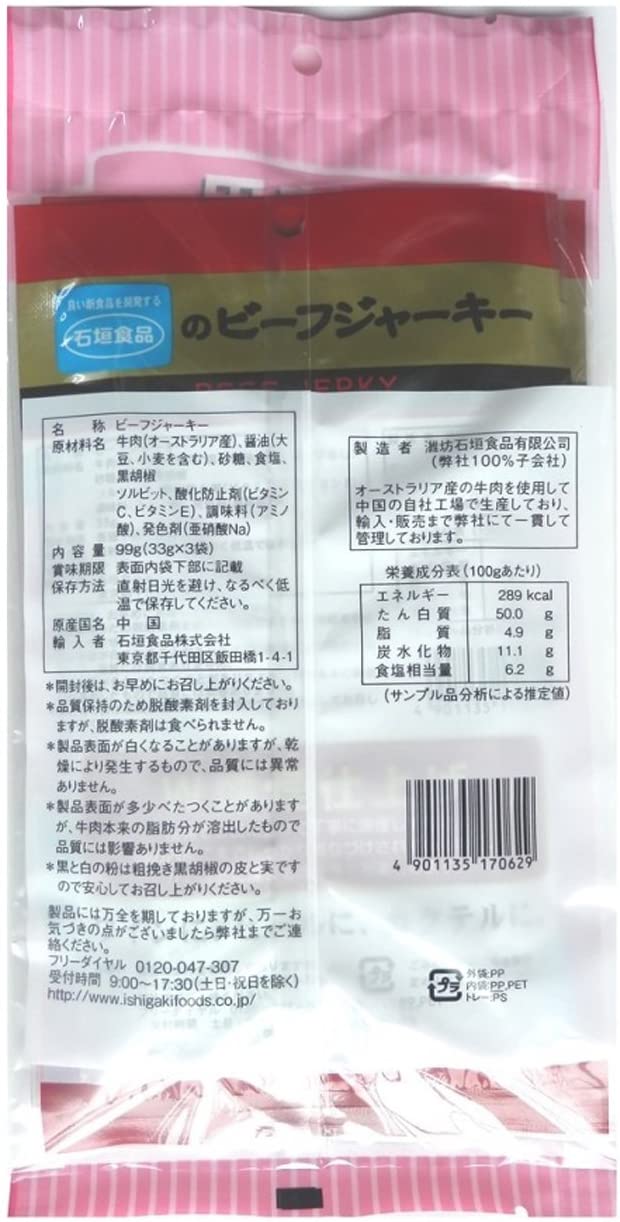 良い新食品を開発する
石垣食品
のビーフジャーキー
BEEF JERKY
名称 ビーフジャーキー
原材料名 牛肉(オーストラリア産)、醤油(大
豆、小麦を含む)、砂糖、食塩、
黒胡椒
ソルビット、酸化防止剤(ビタミン
C、ビタミンE)、調味料(アミノ
酸)、発色剤(亜硝酸Na)
内容量 99g(33g×3袋)
賞味期限 表面内袋下部に記載
保存方法 直射日光を避け、なるべく低
温で保存してください。
原産国名 中国
輸入者 石垣食品株式会社
東京都千代田区飯田橋1-4-1
*開封後は、お早めにお召し上がりください。
*品質保持のため脱酸素剤を封入しており
ますが、脱酸素剤は食べられません。
*製品表面が白くなることがありますが、乾
燥により発生するもので、品質には異常
ありません。
*製品表面が多少べたつくことがあります
が、牛肉本来の脂肪分が溶出したもので
品質には影響ありません。
*黒と白の粉は粗挽き黒胡椒の皮と実です
ので安心してお召し上がりください。
製品には万全を期しておりますが、万一お
気づきの点がございましたら弊社までご連
絡ください。
フリーダイヤル 0120-047-307
受付時間 9:00〜17:30(土日・祝日を除く)
http://www.ishigakifoods.co.jp/
製造者 濰坊石垣食品有限公司
(弊社100%子会社)
オーストラリア産の牛肉を使用して
中国の自社工場で生産しており、
輸入・販売まで弊社にて一貫して
管理しております。
栄養成分表(100gあたり)
エネルギー 289 kcal
たん白質 50.0 g
脂質 4.9 g
炭水化物 11.1 g
食塩相当量 6.2 g
(サンプル品分析による推定値)
4 901135 170629
プラ
外袋:PP
内袋:PP,PET
トレー:PS